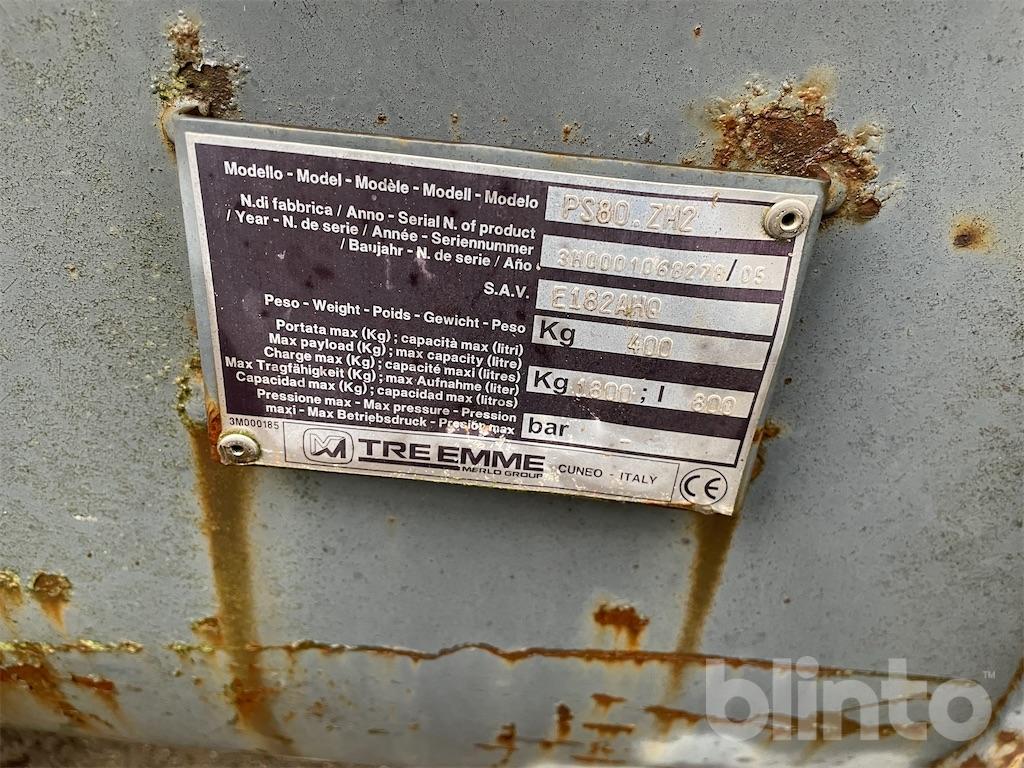 Modello - Model - Modèle - Modell - Modelo PS80.ZM2
N.di fabbrica / Anno - Serial N. of product
/ Year - N. de serie / Année - Seriennummer
/ Baujahr - N. de serie / Año 3M0001068228/05
S.A.V. E182AHO
Peso - Weight - Poids - Gewicht - Peso Kg 400
Portata max (Kg) ; capacità max (litri)
Max payload (Kg) ; max capacity (litre)
Charge max (Kg) ; capacité maxi (litres)
Max Tragfähigkeit (Kg) ; max Aufnahme (liter)
Capacidad max (Kg) ; capacidad max (litros) Kg 1800 ; l 800
Pressione max - Max pressure - Pression
maxi - Max Betriebsdruck - Presión max bar -
3M000185
TRE EMME
MERLO GROUP
CUNEO - ITALY
CE
blinto™